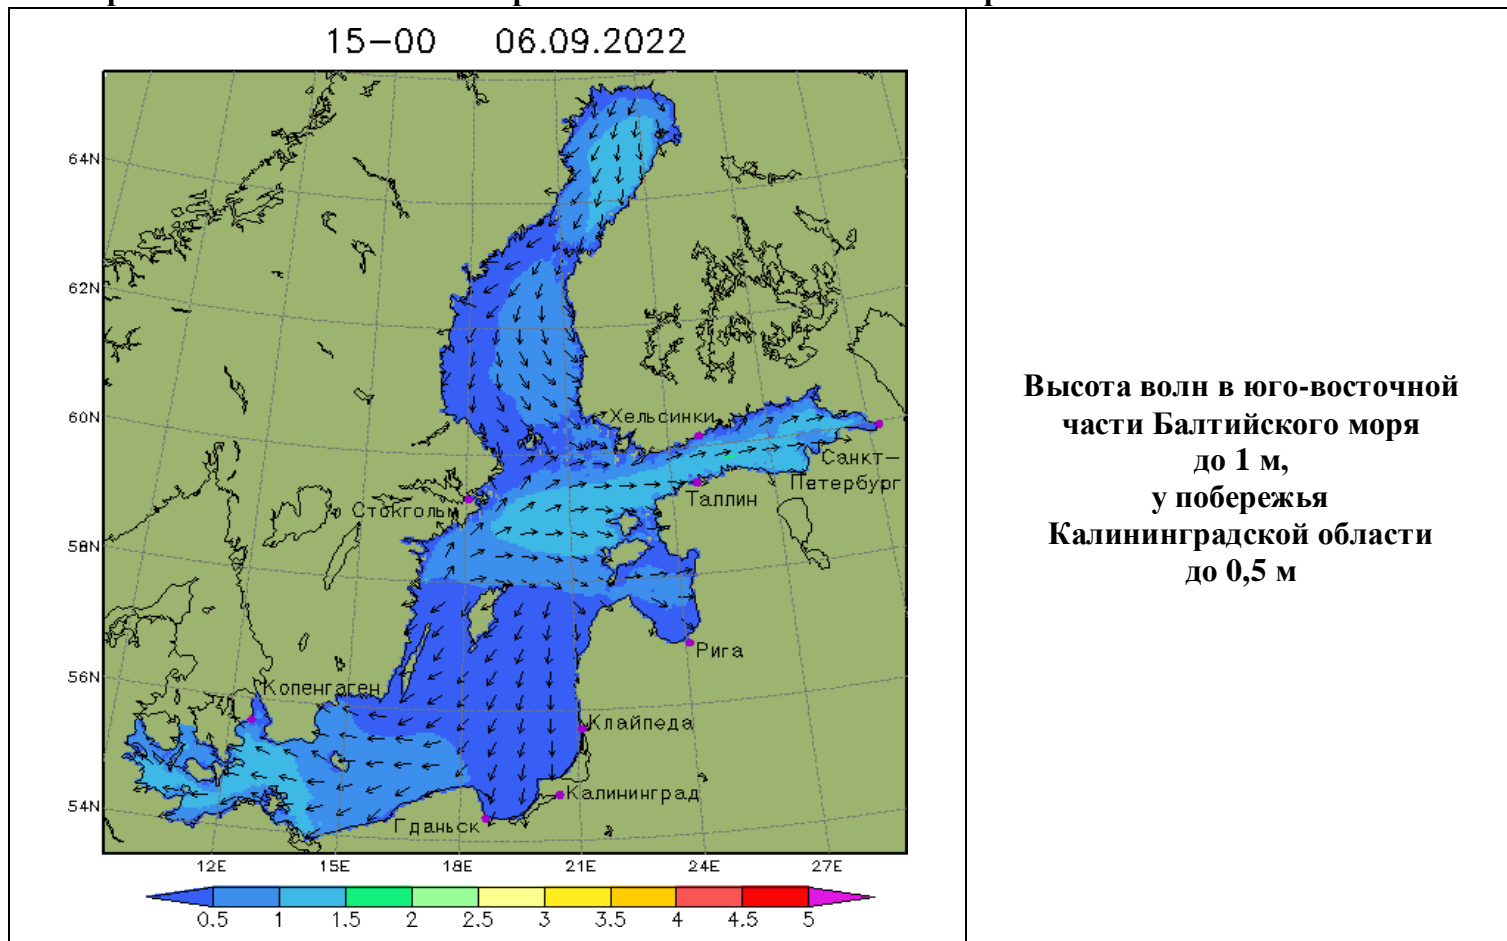 15-00 06.09.2022
64N
62N
60N
58N
56N
54N
Хельсинки
Санкт-
Петербург
Таллин
Стокгольм
Рига
Копенгаген
Клайпеда
Калининград
Гданьск
12E 15E 18E 21E 24E 27E
0.5 1 1.5 2 2.5 3 3.5 4 4.5 5
Высота волн в юго-восточной
части Балтийского моря
до 1 м,
у побережья
Калининградской области
до 0,5 м